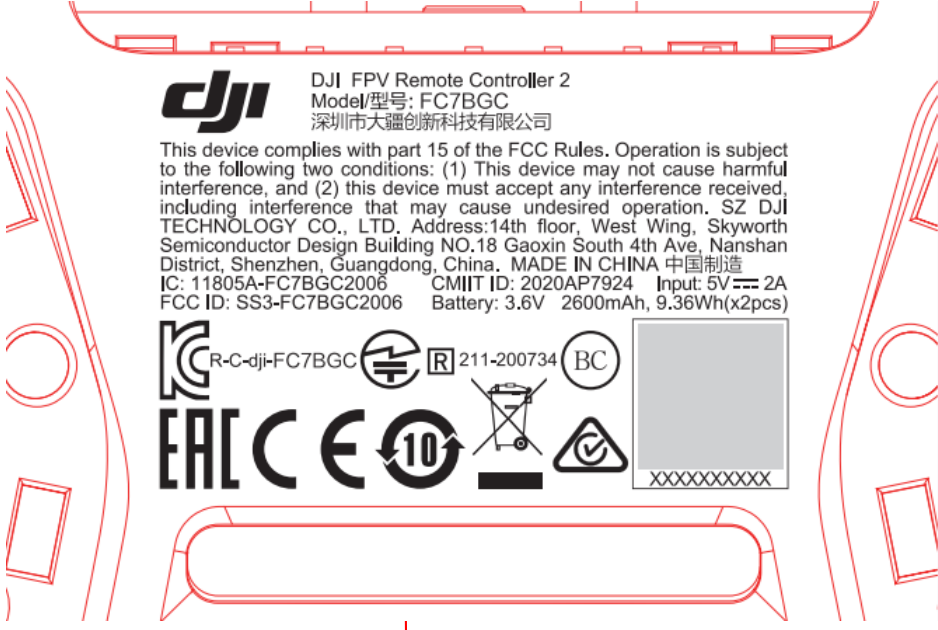 dji
DJI FPV Remote Controller 2
Model/型号: FC7BGC
深圳市大疆创新科技有限公司
This device complies with part 15 of the FCC Rules. Operation is subject
to the following two conditions: (1) This device may not cause harmful
interference, and (2) this device must accept any interference received,
including interference that may cause undesired operation. SZ DJI
TECHNOLOGY CO., LTD. Address:14th floor, West Wing, Skyworth
Semiconductor Design Building NO.18 Gaoxin South 4th Ave, Nanshan
District, Shenzhen, Guangdong, China. MADE IN CHINA 中国制造
IC: 11805A-FC7BGC2006 CMIIT ID: 2020AP7924 Input: 5V⎓2A
FCC ID: SS3-FC7BGC2006 Battery: 3.6V 2600mAh, 9.36Wh(x2pcs)
KC R-C-dji-FC7BGC R 211-200734 BC
EAC CE 10
XXXXXXXXXX